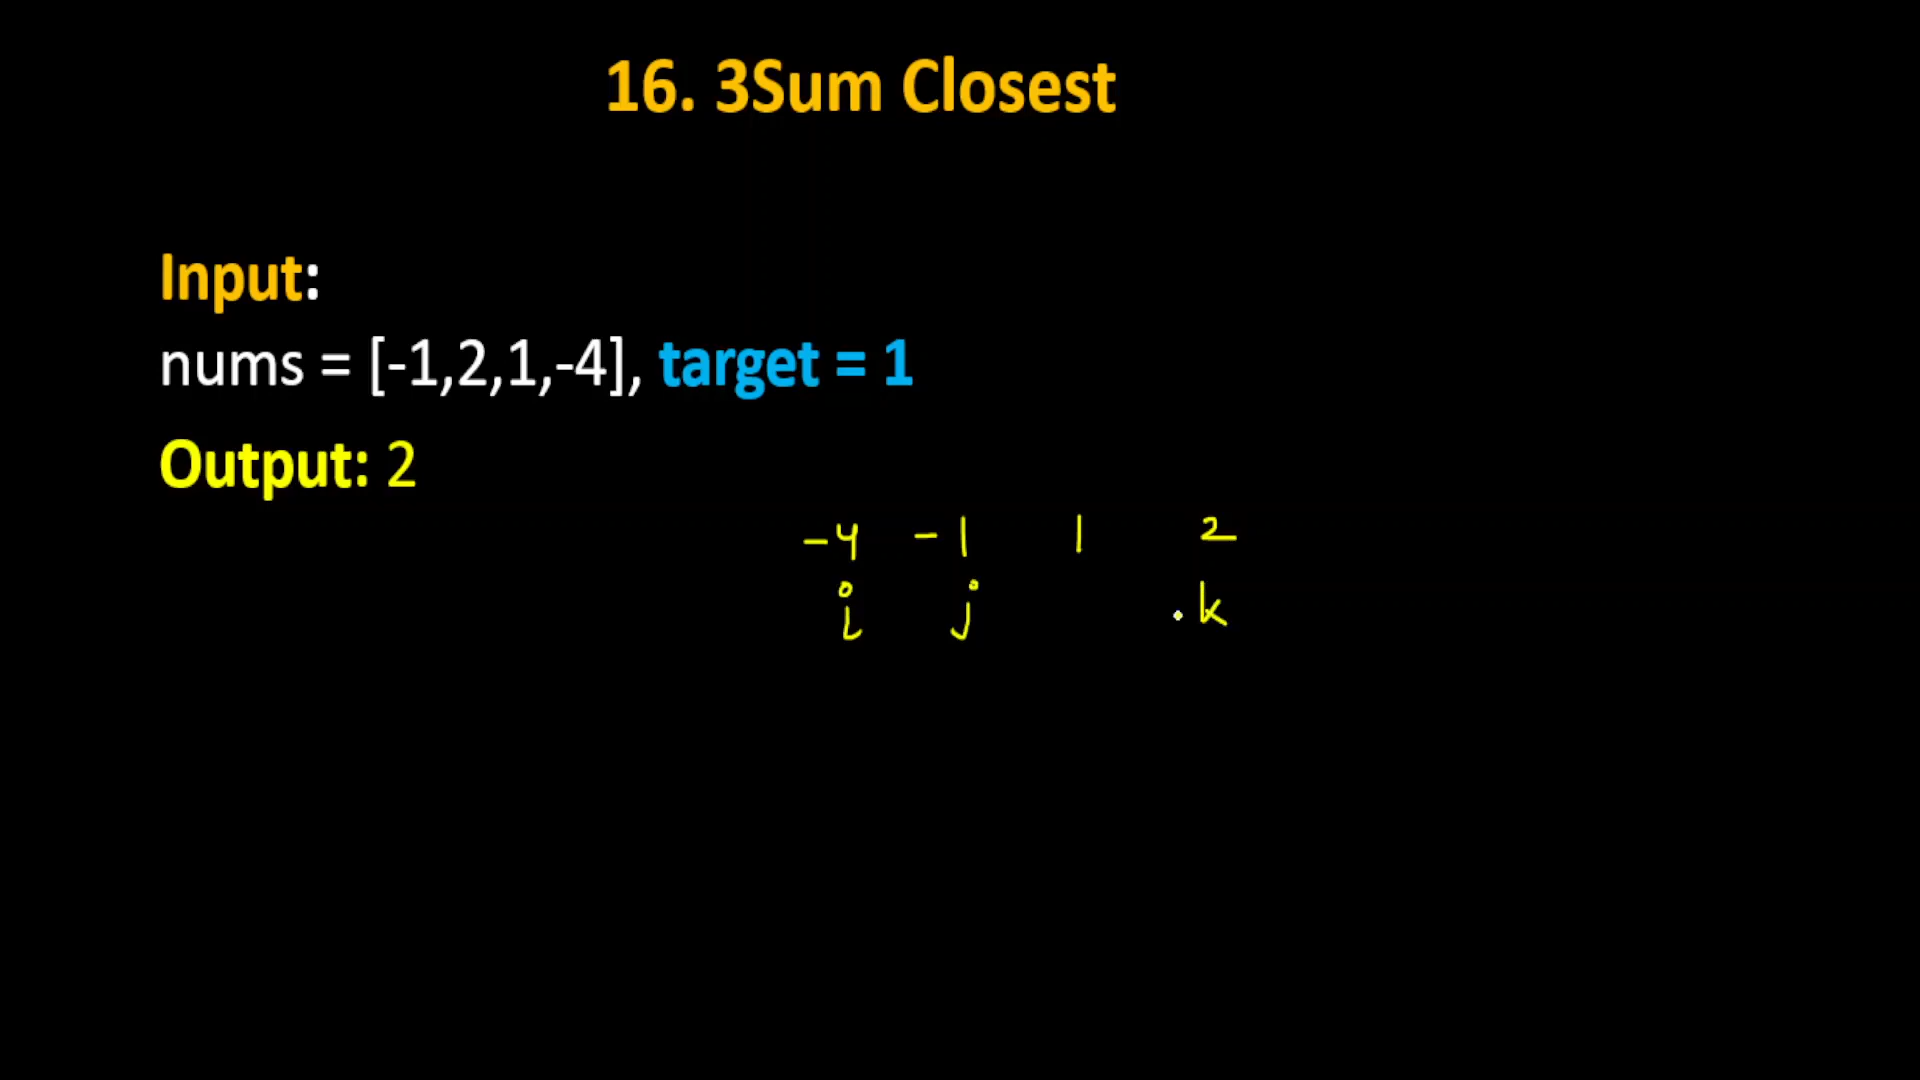 16. 3Sum Closest
Input:
nums = [-1,2,1,-4], target = 1
Output: 2
-4 -1 1 2
i j k